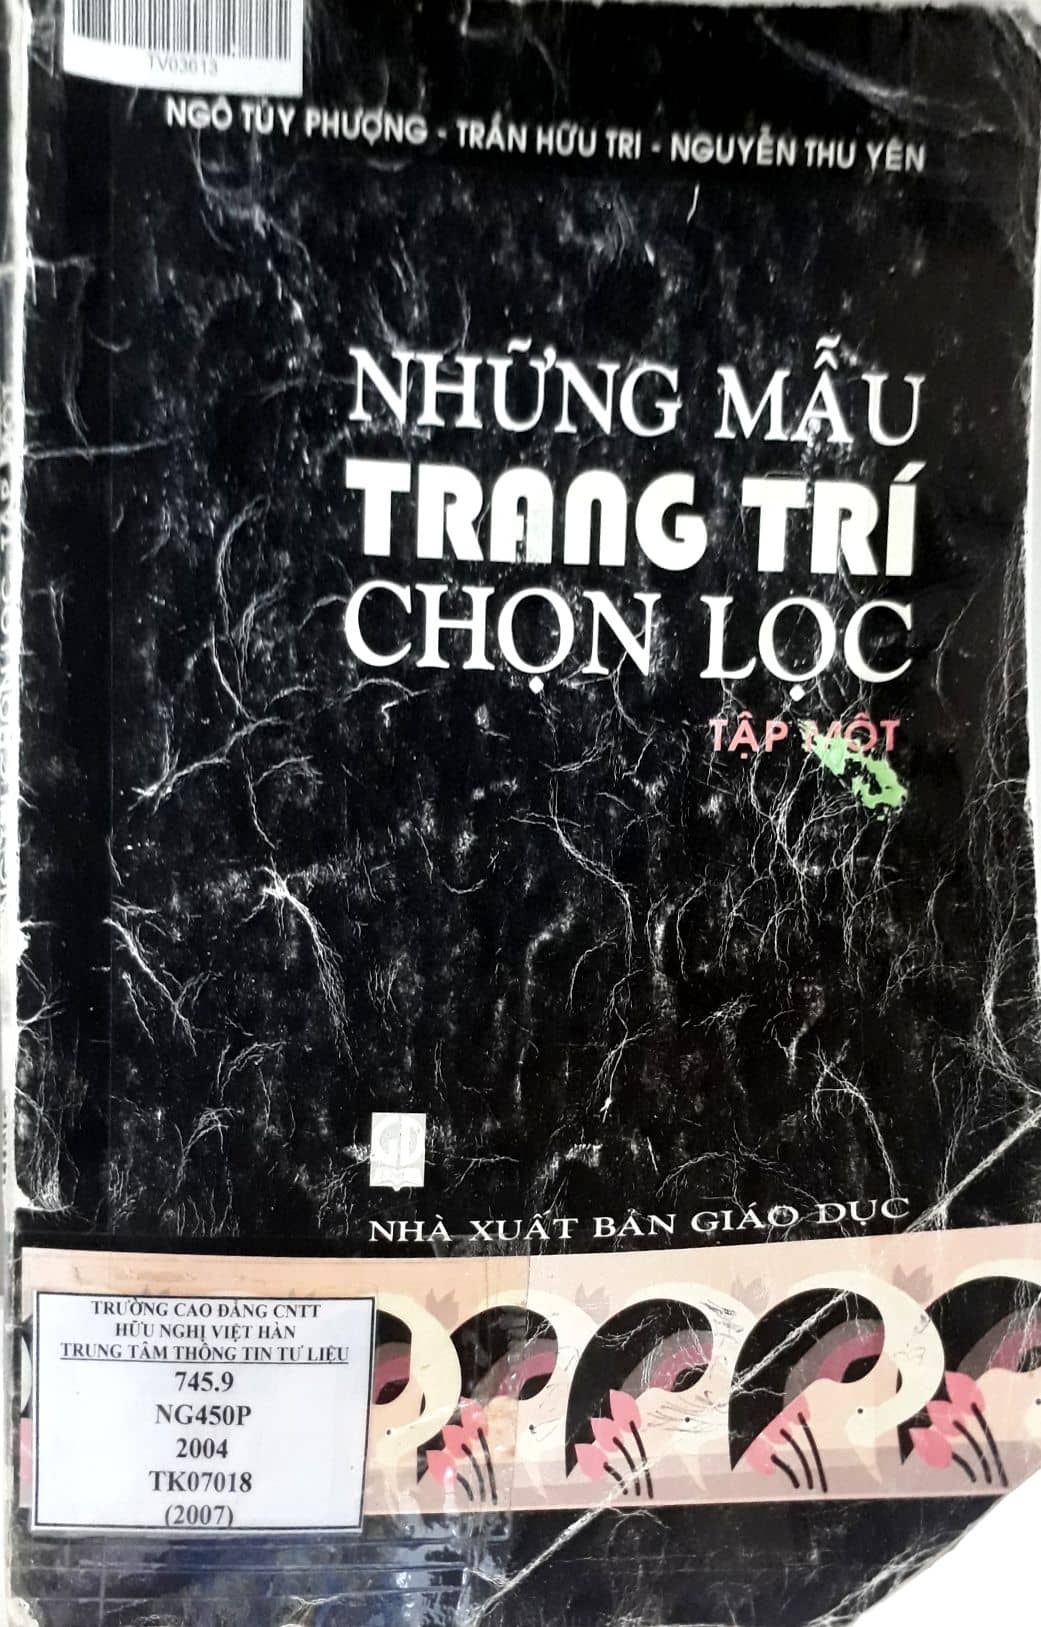 TV03613
NGÔ TÚY PHƯỢNG - TRẦN HỮU TRI - NGUYỄN THU YÊN
NHỮNG MẪU
TRANG TRÍ
CHỌN LỌC
TẬP MỘT
NHÀ XUẤT BẢN GIÁO DỤC
TRƯỜNG CAO ĐẲNG CNTT
HỮU NGHỊ VIỆT HÀN
TRUNG TÂM THÔNG TIN TƯ LIỆU
745.9
NG450P
2004
TK07018
(2007)